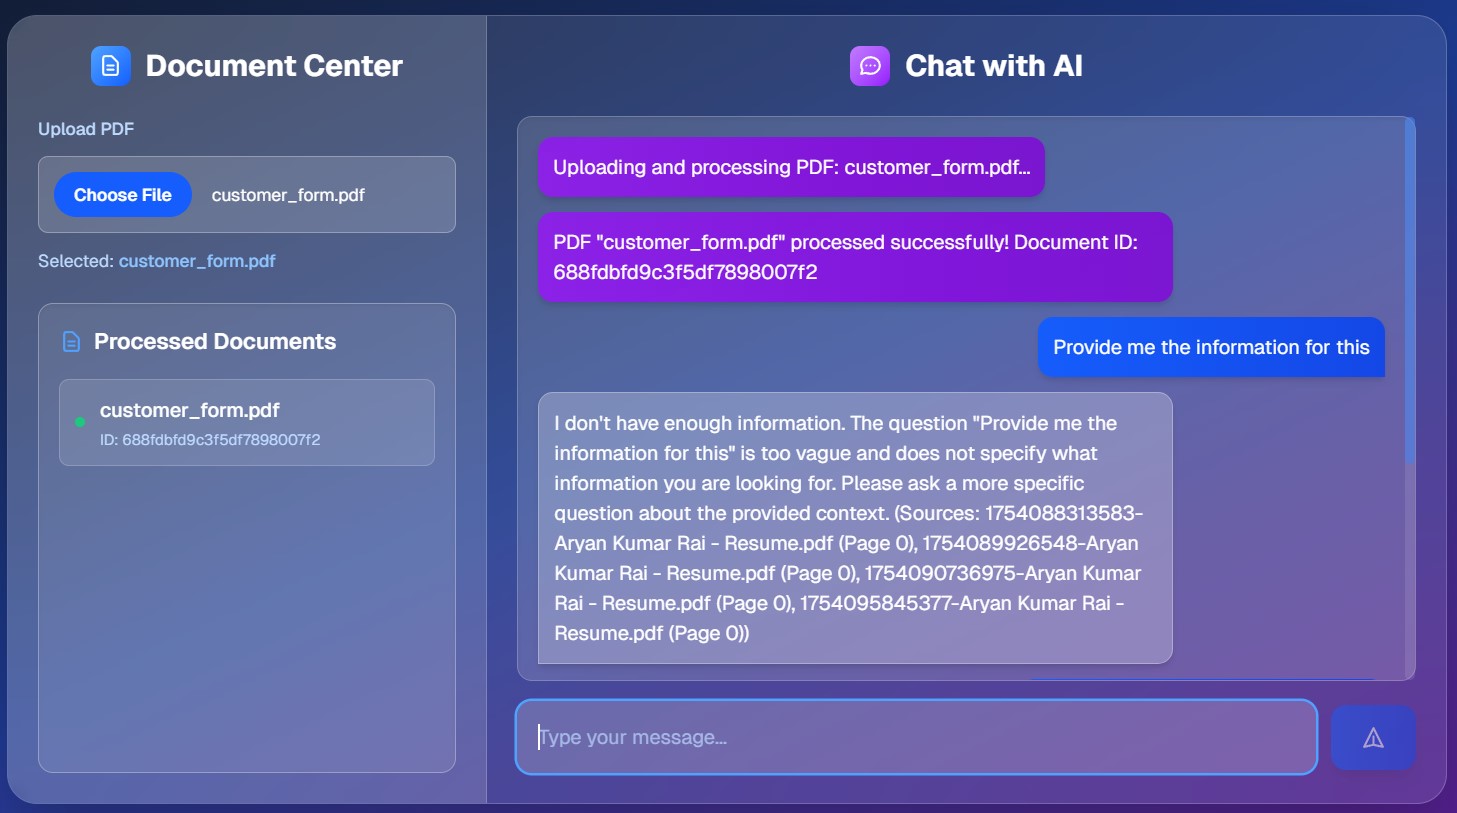 Document Center
Upload PDF
Choose File customer_form.pdf
Selected: customer_form.pdf
Processed Documents
customer_form.pdf
ID: 688fdbfd9c3f5df7898007f2
Chat with AI
Uploading and processing PDF: customer_form.pdf...
PDF "customer_form.pdf" processed successfully! Document ID:
688fdbfd9c3f5df7898007f2
Provide me the information for this
I don't have enough information. The question "Provide me the
information for this" is too vague and does not specify what
information you are looking for. Please ask a more specific
question about the provided context. (Sources: 1754088313583-
Aryan Kumar Rai - Resume.pdf (Page 0), 1754089926548-Aryan
Kumar Rai - Resume.pdf (Page 0), 1754090736975-Aryan Kumar
Rai - Resume.pdf (Page 0), 1754095845377-Aryan Kumar Rai -
Resume.pdf (Page 0))
Type your message...